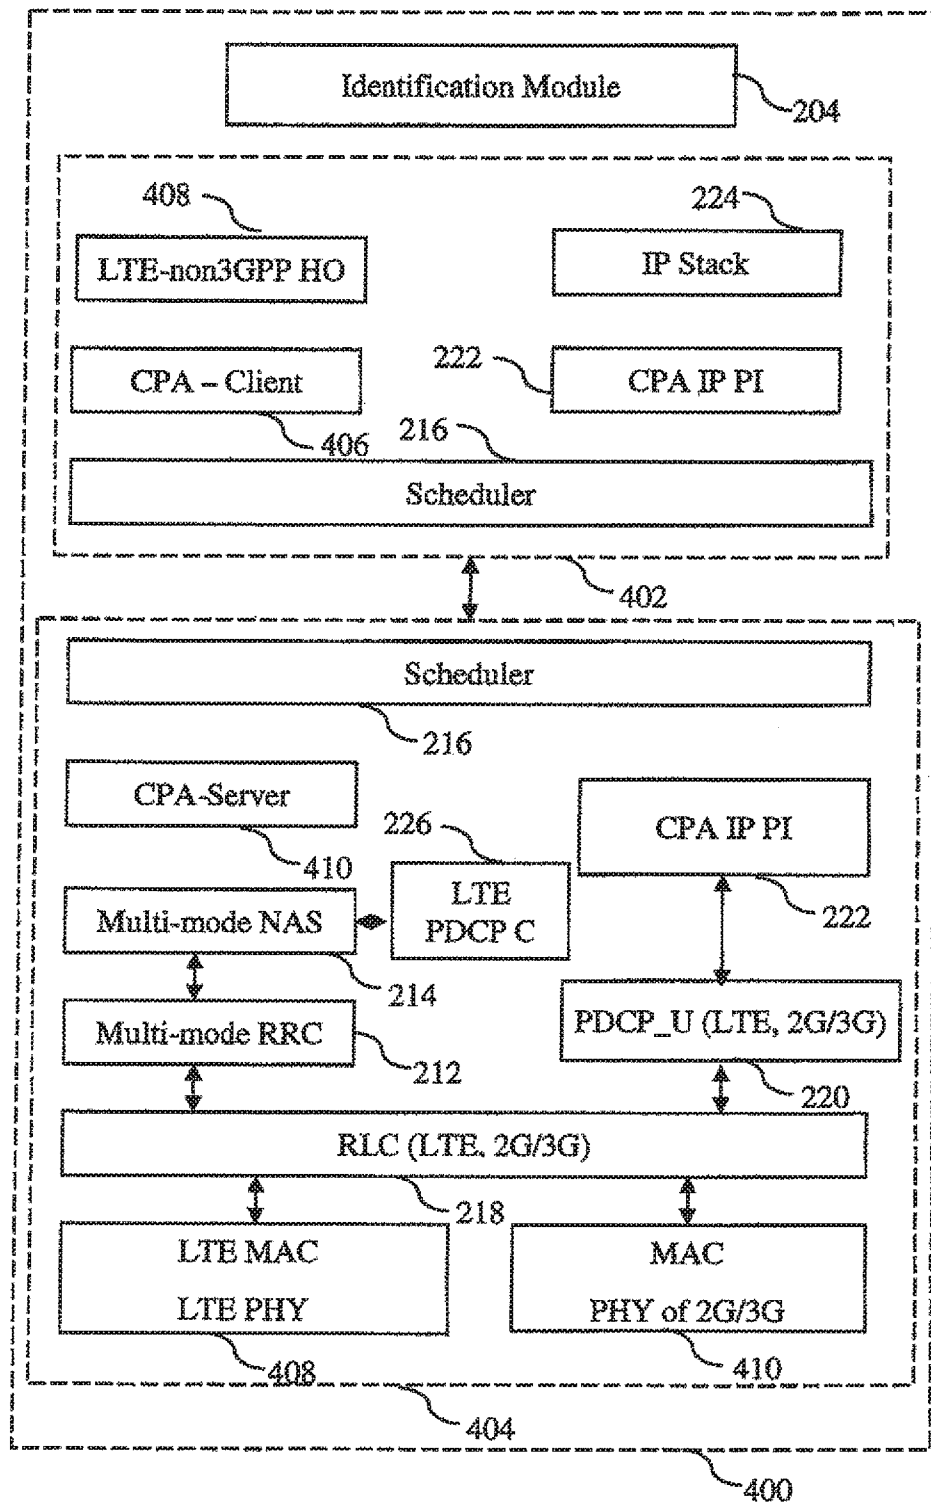 Identification Module
204
408
224
LTE-non3GPP HO
IP Stack
CPA – Client
222
CPA IP PI
406
216
Scheduler
402
Scheduler
216
CPA-Server
410
226
CPA IP PI
222
LTE
PDCP C
Multi-mode NAS
214
PDCP_U (LTE, 2G/3G)
220
Multi-mode RRC
212
RLC (LTE, 2G/3G)
218
LTE MAC
LTE PHY
408
MAC
PHY of 2G/3G
410
404
400